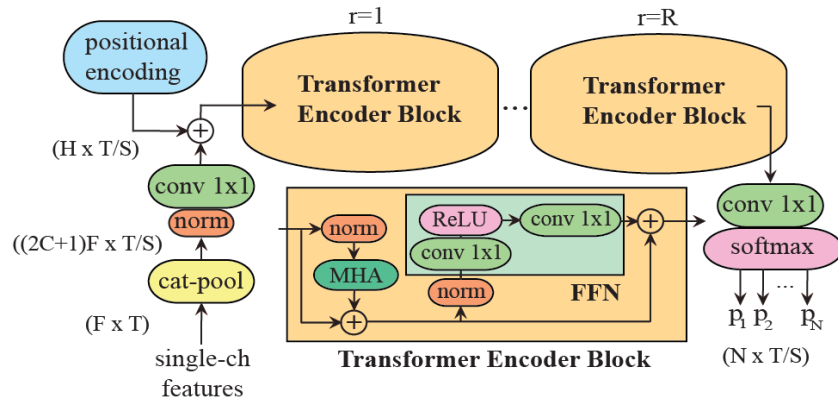 r=1
r=R
positional
encoding
Transformer
Encoder Block
...
Transformer
Encoder Block
(H x T/S)
conv 1x1
norm
((2C+1)F x T/S)
cat-pool
(F x T)
single-ch
features
norm
MHA
ReLU
conv 1x1
conv 1x1
norm
FFN
Transformer Encoder Block
conv 1x1
softmax
...
p1 p2 pN
(N x T/S)